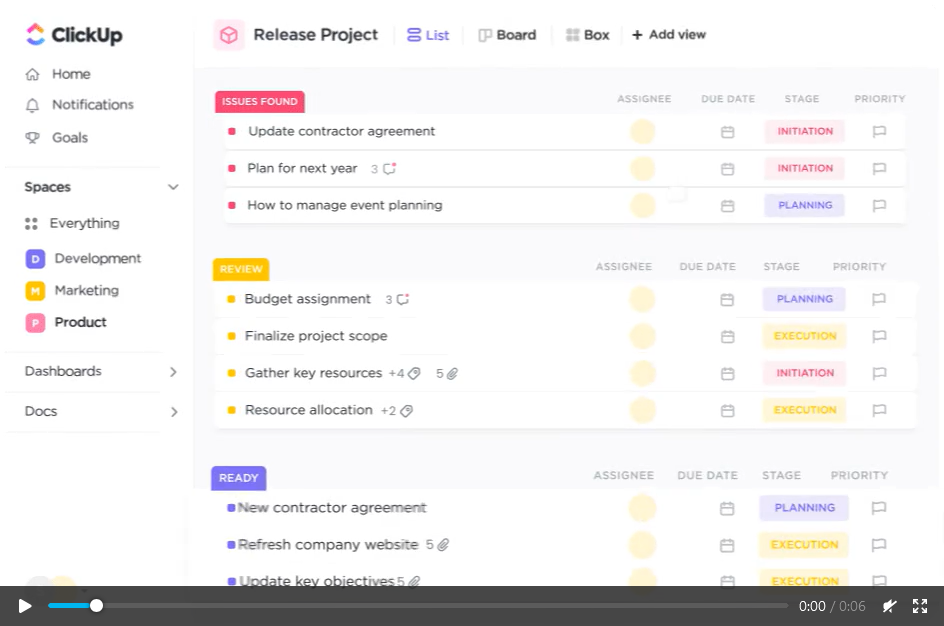 ClickUp
Release Project List Board Box + Add view
Home
Notifications
Goals
Spaces
Everything
D Development
M Marketing
P Product
Dashboards
Docs
ISSUES FOUND ASSIGNEE DUE DATE STAGE PRIORITY
Update contractor agreement INITIATION
Plan for next year 3 INITIATION
How to manage event planning PLANNING
REVIEW ASSIGNEE DUE DATE STAGE PRIORITY
Budget assignment 3 PLANNING
Finalize project scope EXECUTION
Gather key resources +4 5 INITIATION
Resource allocation +2 EXECUTION
READY ASSIGNEE DUE DATE STAGE PRIORITY
New contractor agreement PLANNING
Refresh company website 5 EXECUTION
Update key objectives 5 EXECUTION
0:00 / 0:06